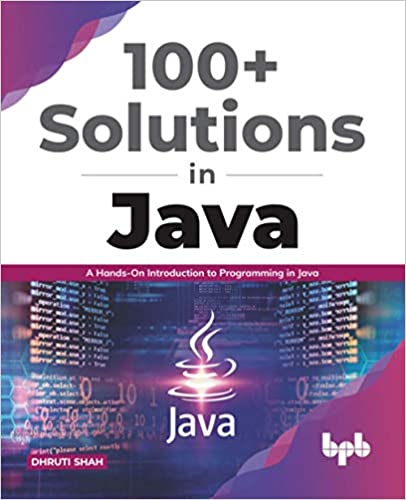 100+
Solutions
in
Java
A Hands-On Introduction to Programming in Java
Java
DHRUTI SHAH
bpb